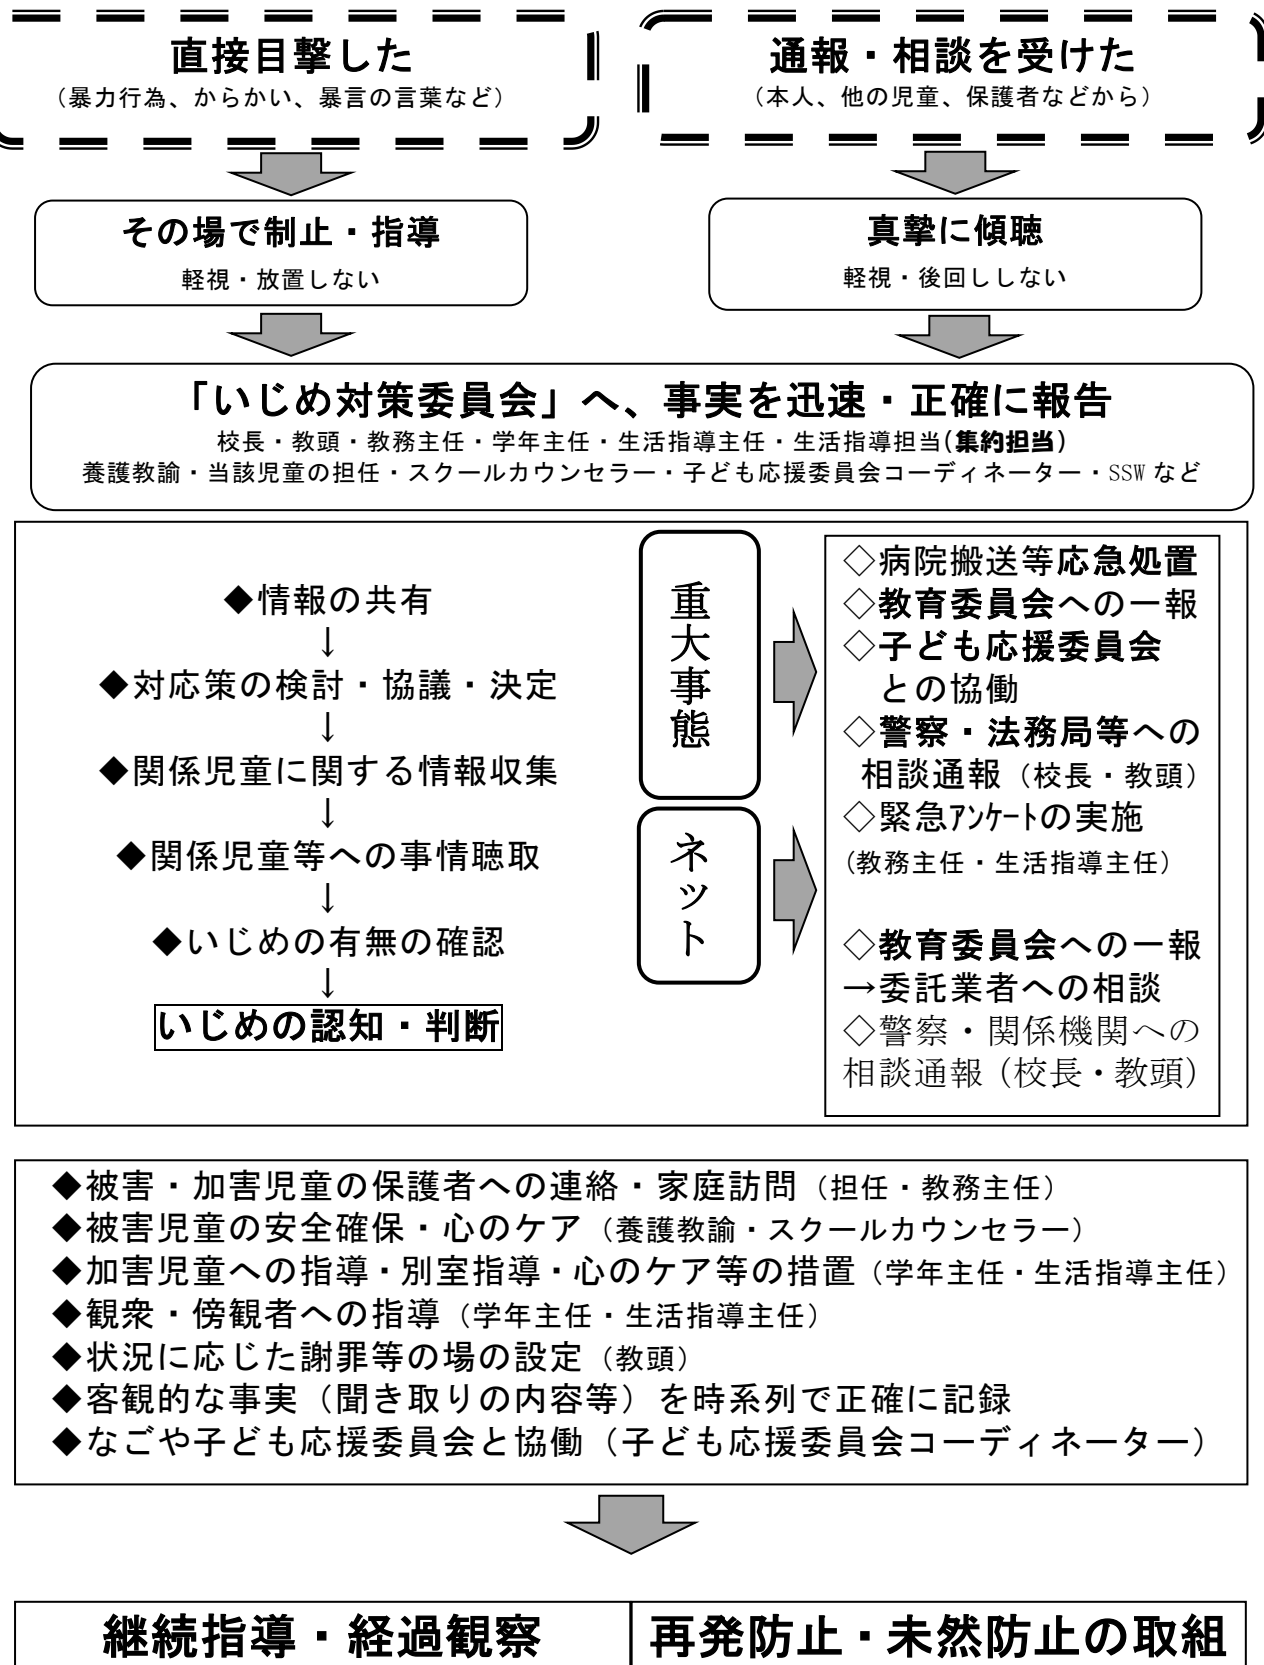 直接目撃した
（暴力行為、からかい、暴言の言葉など）
通報・相談を受けた
（本人、他の児童、保護者などから）
その場で制止・指導
軽視・放置しない
真摯に傾聴
軽視・後回ししない
「いじめ対策委員会」へ、事実を迅速・正確に報告
校長・教頭・教務主任・学年主任・生活指導主任・生活指導担当(集約担当)
養護教諭・当該児童の担任・スクールカウンセラー・子ども応援委員会コーディネーター・SSWなど
◆情報の共有
↓
◆対応策の検討・協議・決定
↓
◆関係児童に関する情報収集
↓
◆関係児童等への事情聴取
↓
◆いじめの有無の確認
↓
いじめの認知・判断
重大事態
ネット
◇病院搬送等応急処置
◇教育委員会への一報
◇子ども応援委員会
との協働
◇警察・法務局等への
相談通報（校長・教頭）
◇緊急ｱﾝｹｰﾄの実施
(教務主任・生活指導主任）
◇教育委員会への一報
→委託業者への相談
◇警察・関係機関への
相談通報（校長・教頭）
◆被害・加害児童の保護者への連絡・家庭訪問（担任・教務主任）
◆被害児童の安全確保・心のケア（養護教諭・スクールカウンセラー）
◆加害児童への指導・別室指導・心のケア等の措置（学年主任・生活指導主任）
◆観衆・傍観者への指導（学年主任・生活指導主任）
◆状況に応じた謝罪等の場の設定（教頭）
◆客観的な事実（聞き取りの内容等）を時系列で正確に記録
◆なごや子ども応援委員会と協働（子ども応援委員会コーディネーター）
継続指導・経過観察
再発防止・未然防止の取組